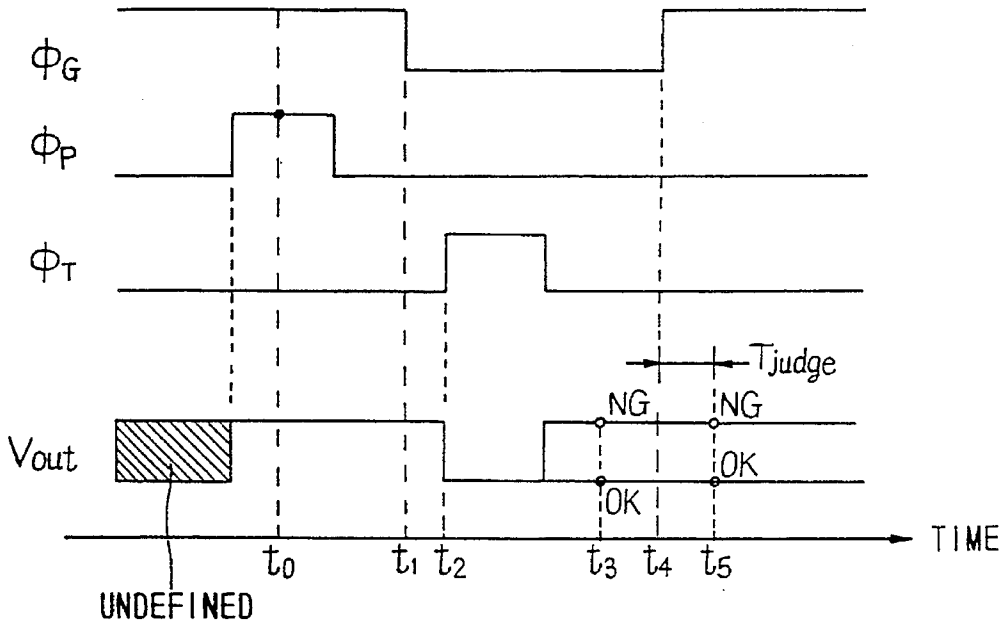 ΦG
ΦP
ΦT
Tjudge
NG NG
Vout
OK
OK
TIME
t0 t1 t2 t3 t4 t5
UNDEFINED